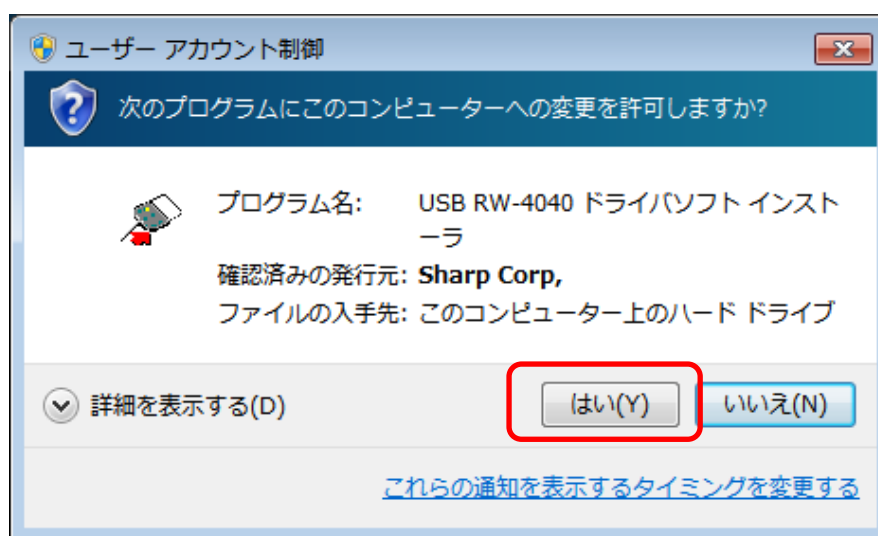 ユーザー アカウント制御
次のプログラムにこのコンピューターへの変更を許可しますか?
プログラム名: USB RW-4040 ドライバソフト インスト
ーラ
確認済みの発行元: Sharp Corp,
ファイルの入手先: このコンピューター上のハード ドライブ
詳細を表示する(D) はい(Y) いいえ(N)
これらの通知を表示するタイミングを変更する